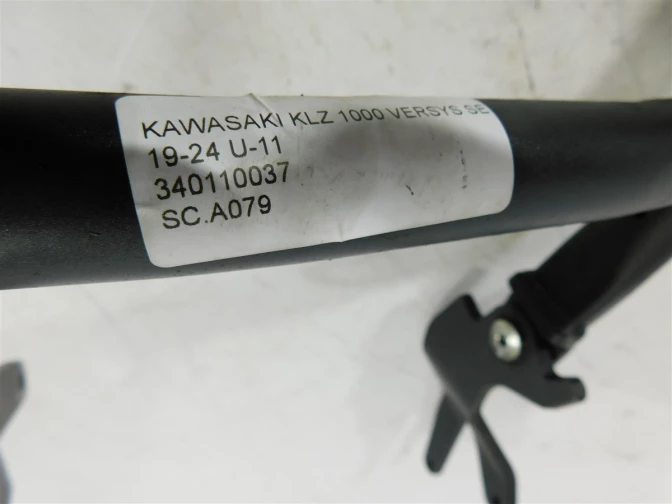 KAWASAKI KLZ 1000 VERSYS SE
19-24 U-11
340110037
SC.A079